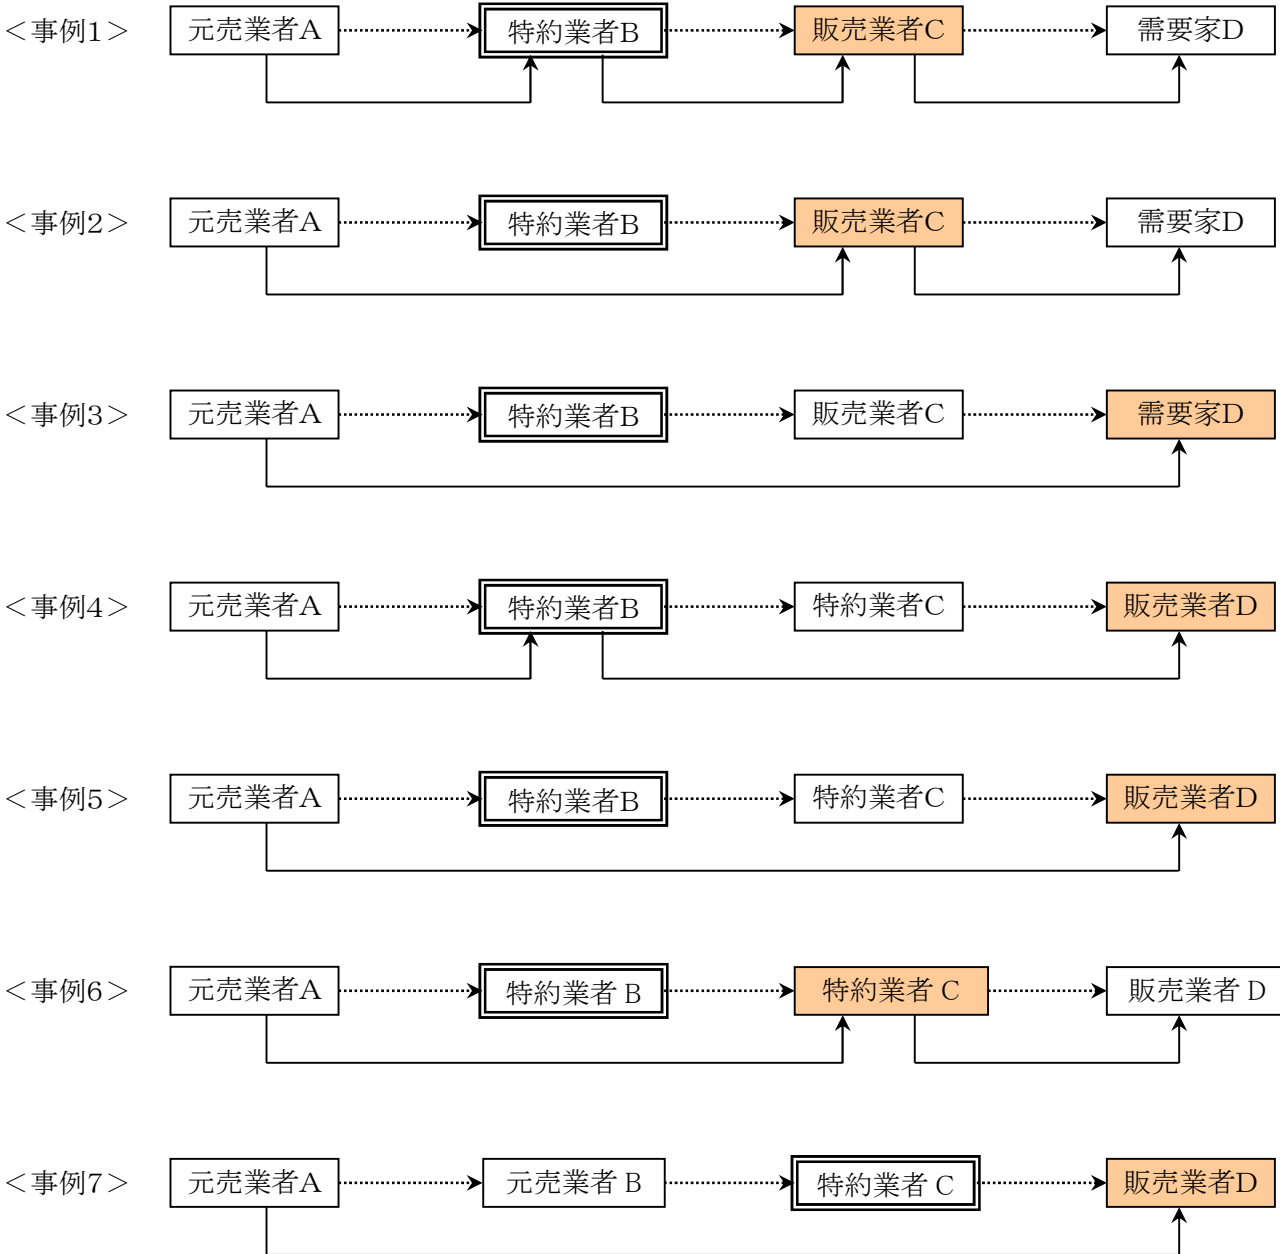 <事例1> 元売業者A 特約業者B 販売業者C 需要家D
<事例2> 元売業者A 特約業者B 販売業者C 需要家D
<事例3> 元売業者A 特約業者B 販売業者C 需要家D
<事例4> 元売業者A 特約業者B 特約業者C 販売業者D
<事例5> 元売業者A 特約業者B 特約業者C 販売業者D
<事例6> 元売業者A 特約業者 B 特約業者 C 販売業者 D
<事例7> 元売業者A 元売業者 B 特約業者 C 販売業者D